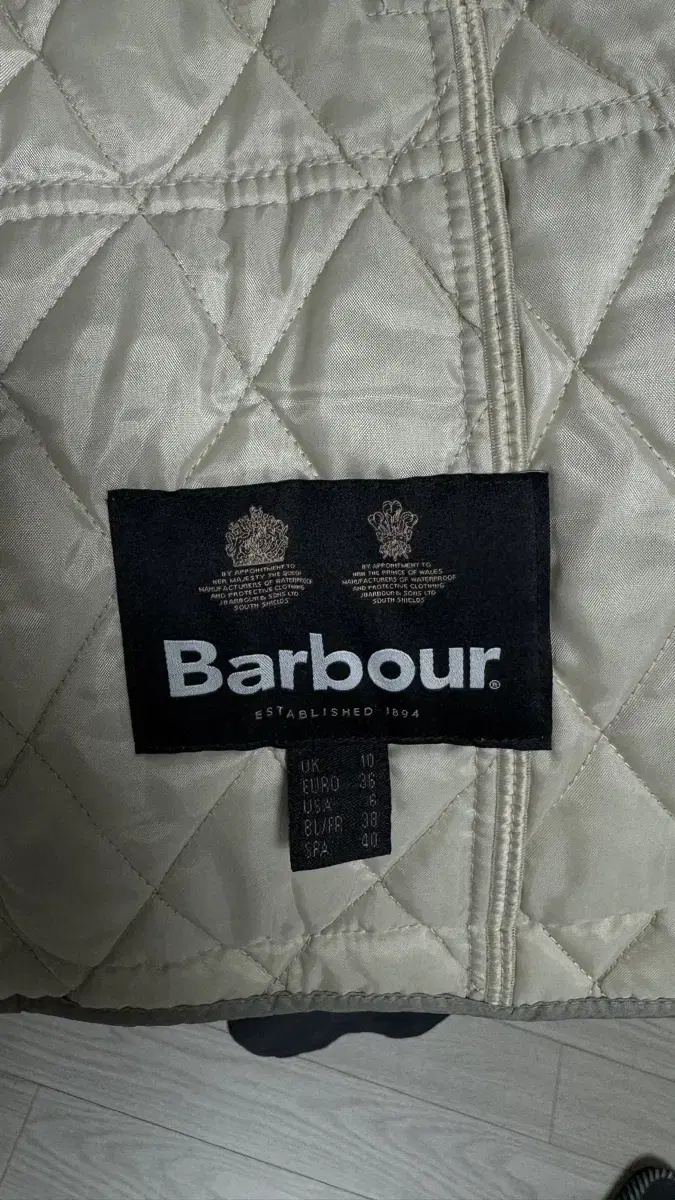 BY APPOINTMENT TO
HER MAJESTY THE QUEEN
MANUFACTURERS OF WATERPROOF
AND PROTECTIVE CLOTHING
J.BARBOUR & SONS LTD
SOUTH SHIELDS
BY APPOINTMENT TO
HRH THE PRINCE OF WALES
MANUFACTURERS OF WATERPROOF
AND PROTECTIVE CLOTHING
J.BARBOUR & SONS LTD
SOUTH SHIELDS
Barbour®
ESTABLISHED 1894
UK 10
EURO 36
USA 6
BL/FR 38
SPA 40